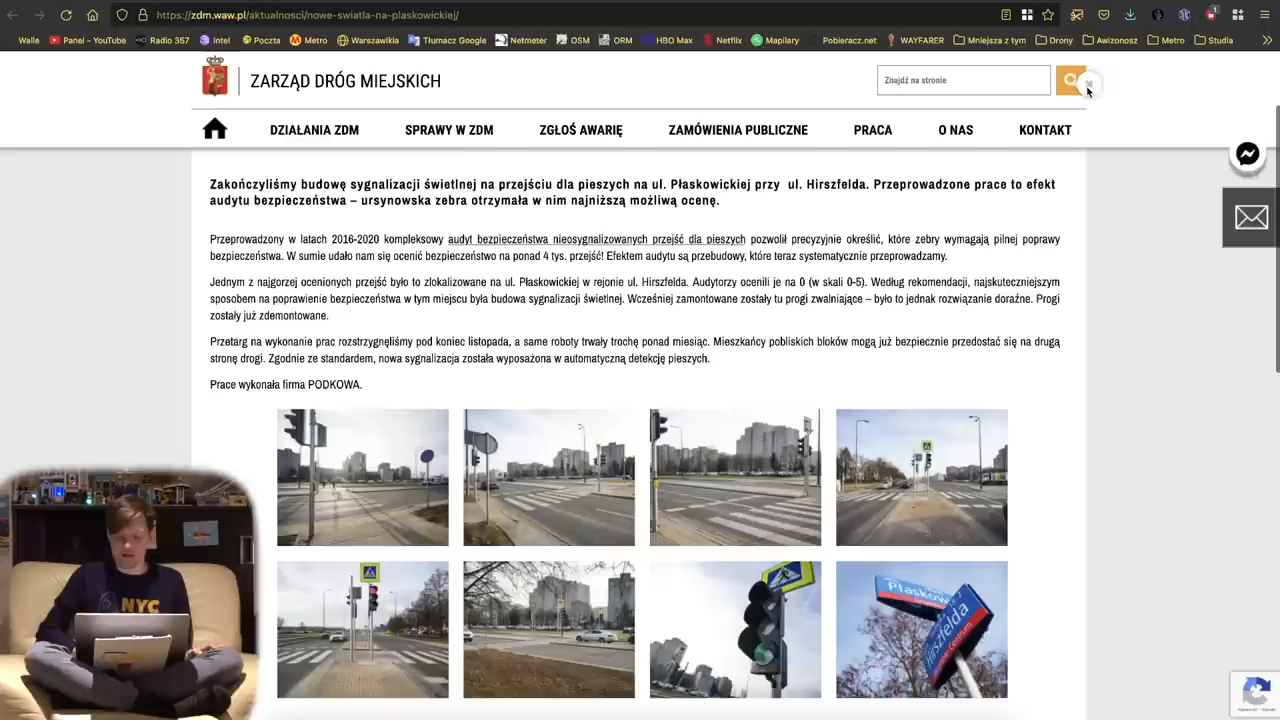 https://zdm.waw.pl/aktualnosci/nowe-swiatla-na-plaskowickiej/
Walla Panel – YouTube Radio 357 Intel Poczta Metro Warszawikia Tłumacz Google Netmeter OSM ORM HBO Max Netflix Mapilary Pobieracz.net WAYFARER Mniejsza z tym Drony Awizonosz Metro Studia
ZARZĄD DRÓG MIEJSKICH
Znajdź na stronie
DZIAŁANIA ZDM SPRAWY W ZDM ZGŁOŚ AWARIĘ ZAMÓWIENIA PUBLICZNE PRACA O NAS KONTAKT
Zakończyliśmy budowę sygnalizacji świetlnej na przejściu dla pieszych na ul. Płaskowickiej przy ul. Hirszfelda. Przeprowadzone prace to efekt
audytu bezpieczeństwa – ursynowska zebra otrzymała w nim najniższą możliwą ocenę.
Przeprowadzony w latach 2016-2020 kompleksowy audyt bezpieczeństwa nieosygnalizowanych przejść dla pieszych pozwolił precyzyjnie określić, które zebry wymagają pilnej poprawy
bezpieczeństwa. W sumie udało nam się ocenić bezpieczeństwo na ponad 4 tys. przejść! Efektem audytu są przebudowy, które teraz systematycznie przeprowadzamy.
Jednym z najgorzej ocenionych przejść było to zlokalizowane na ul. Płaskowickiej w rejonie ul. Hirszfelda. Audytorzy ocenili je na 0 (w skali 0-5). Według rekomendacji, najskuteczniejszym
sposobem na poprawienie bezpieczeństwa w tym miejscu była budowa sygnalizacji świetlnej. Wcześniej zamontowane zostały tu progi zwalniające – było to jednak rozwiązanie doraźne. Progi
zostały już zdemontowane.
Przetarg na wykonanie prac rozstrzygnęliśmy pod koniec listopada, a same roboty trwały trochę ponad miesiąc. Mieszkańcy pobliskich bloków mogą już bezpiecznie przedostać się na drugą
stronę drogi. Zgodnie ze standardem, nowa sygnalizacja została wyposażona w automatyczną detekcję pieszych.
Prace wykonała firma PODKOWA.
NYC
Hirszfelda